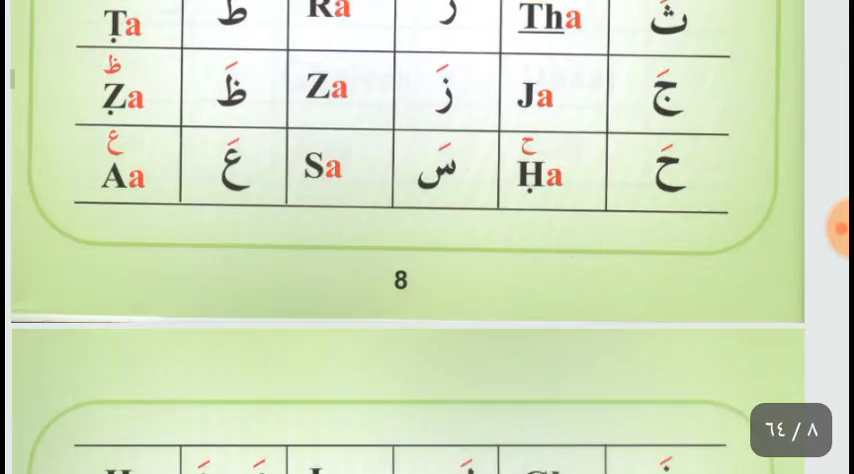 Ṭa ط Ra ر Tha ث
ظ
Ẓa ظَ Za زَ Ja جَ
ع ح
Aa عَ Sa سَ Ḥa حَ
8
٦٤ / ٨